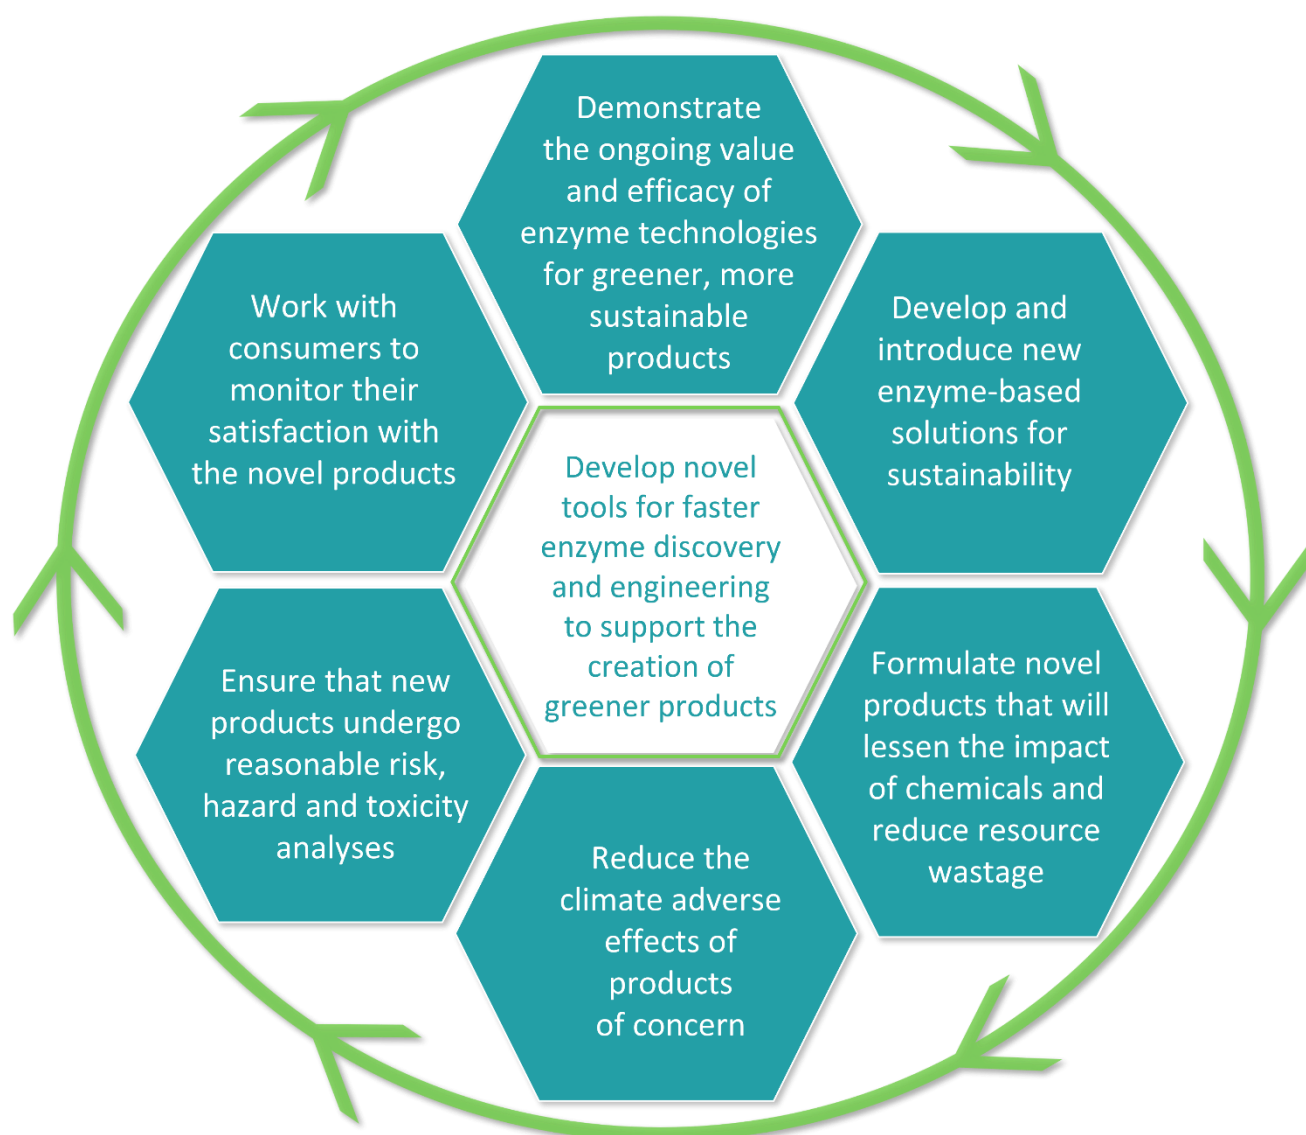 Demonstrate
the ongoing value
and efficacy of
enzyme technologies
for greener, more
sustainable
products
Develop and
introduce new
enzyme-based
solutions for
sustainability
Formulate novel
products that will
lessen the impact
of chemicals and
reduce resource
wastage
Reduce the
climate adverse
effects of
products
of concern
Ensure that new
products undergo
reasonable risk,
hazard and toxicity
analyses
Work with
consumers to
monitor their
satisfaction with
the novel products
Develop novel
tools for faster
enzyme discovery
and engineering
to support the
creation of
greener products